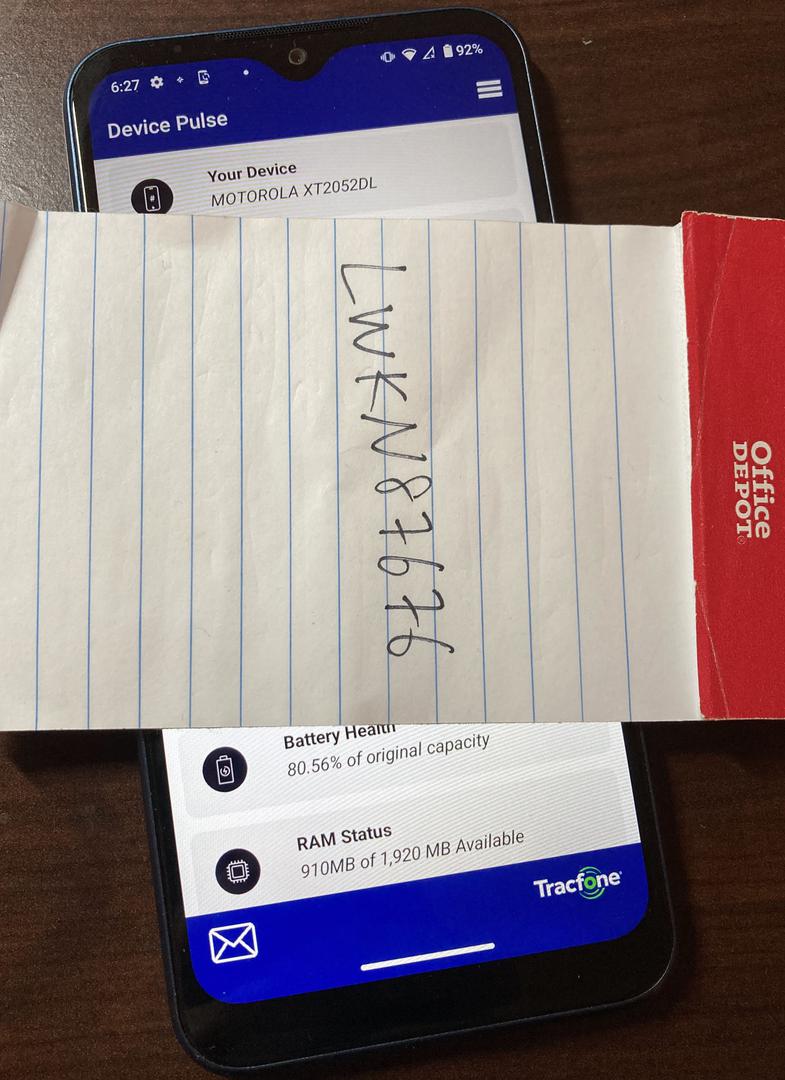 6:27
92%
Device Pulse
Your Device
MOTOROLA XT2052DL
LWKN87676
Office
DEPOT
Battery Health
80.56% of original capacity
RAM Status
910MB of 1,920 MB Available
Tracfone